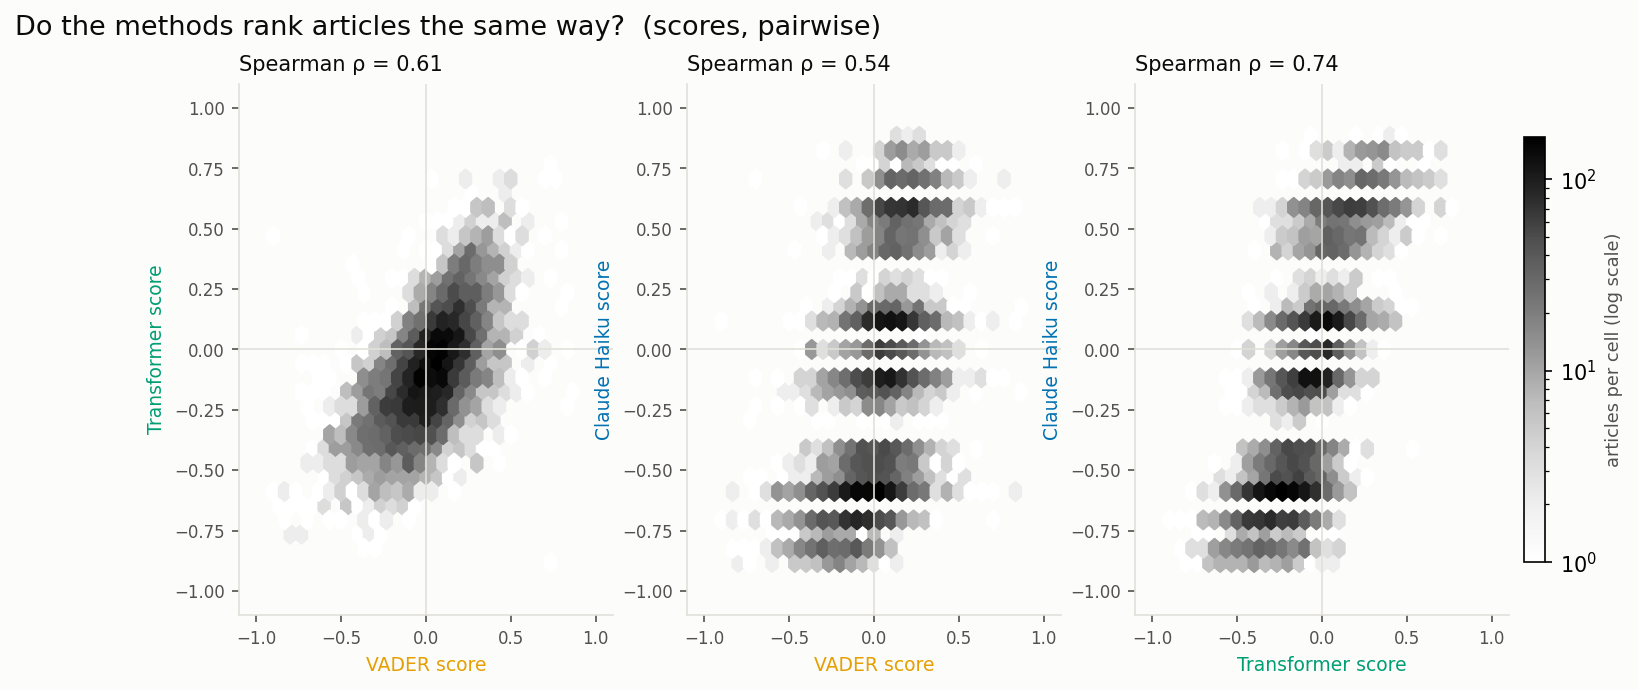 Do the methods rank articles the same way?  (scores, pairwise)
Spearman ρ = 0.61
Transformer score
1.00
0.75
0.50
0.25
0.00
−0.25
−0.50
−0.75
−1.00
−1.0 −0.5 0.0 0.5 1.0
VADER score
Spearman ρ = 0.54
Claude Haiku score
1.00
0.75
0.50
0.25
0.00
−0.25
−0.50
−0.75
−1.00
−1.0 −0.5 0.0 0.5 1.0
VADER score
Spearman ρ = 0.74
Claude Haiku score
1.00
0.75
0.50
0.25
0.00
−0.25
−0.50
−0.75
−1.00
−1.0 −0.5 0.0 0.5 1.0
Transformer score
10²
10¹
10⁰
articles per cell (log scale)